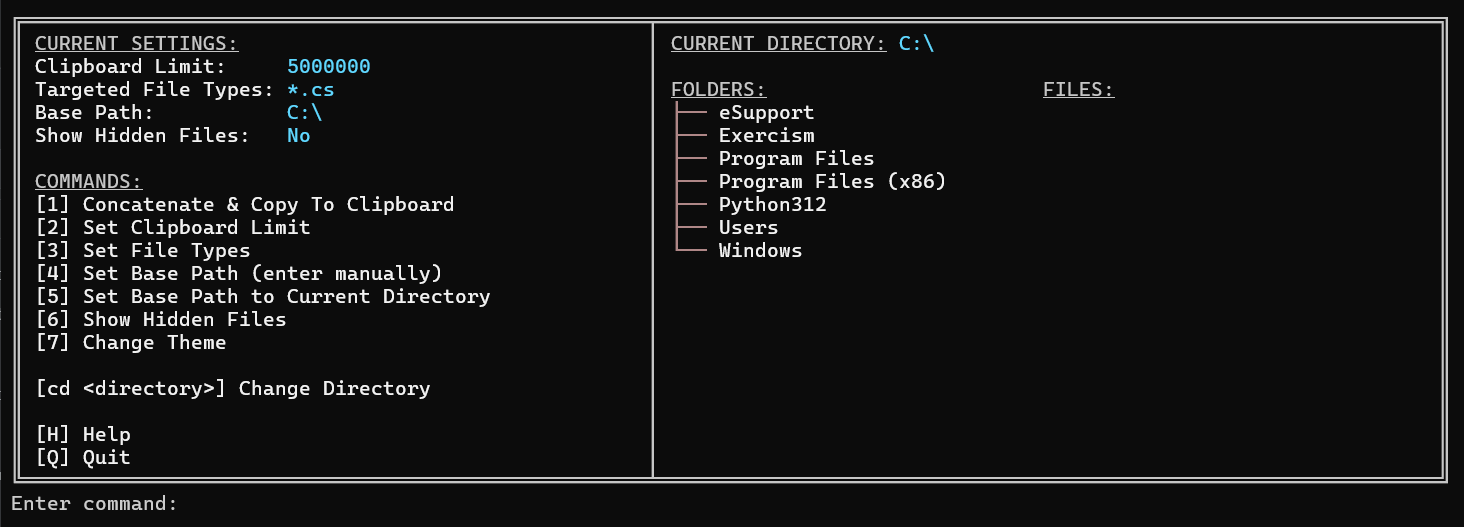 CURRENT SETTINGS:
Clipboard Limit: 5000000
Targeted File Types: *.cs
Base Path: C:\
Show Hidden Files: No
COMMANDS:
[1] Concatenate & Copy To Clipboard
[2] Set Clipboard Limit
[3] Set File Types
[4] Set Base Path (enter manually)
[5] Set Base Path to Current Directory
[6] Show Hidden Files
[7] Change Theme
[cd <directory>] Change Directory
[H] Help
[Q] Quit
CURRENT DIRECTORY: C:\
FOLDERS:
eSupport
Exercism
Program Files
Program Files (x86)
Python312
Users
Windows
FILES:
Enter command: